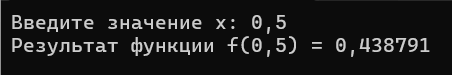 Введите значение x: 0,5
Результат функции f(0,5) = 0,438791